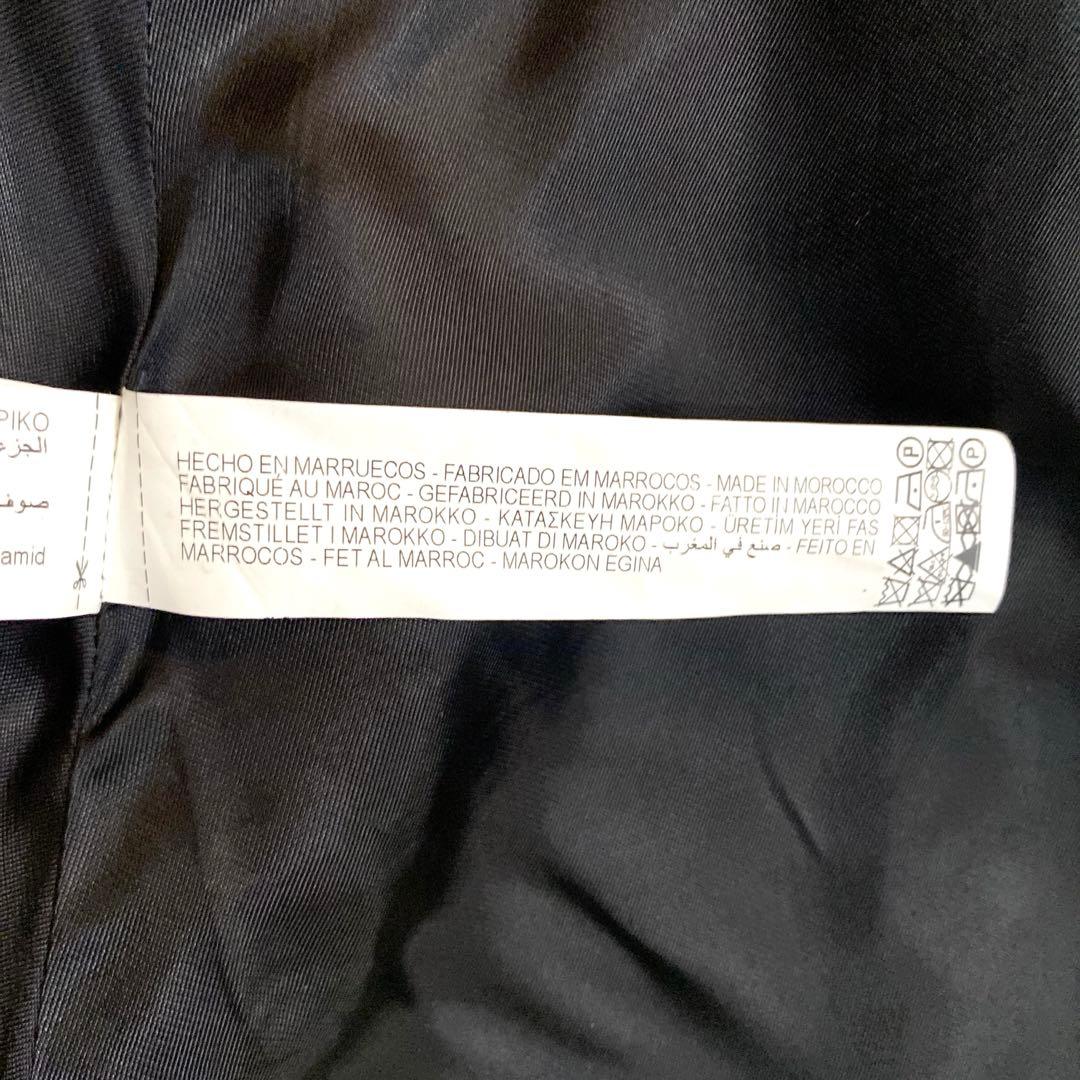 PIKO
الجزء
صوف
amid
HECHO EN MARRUECOS - FABRICADO EM MARROCOS - MADE IN MOROCCO
FABRIQUÉ AU MAROC - GEFABRICEERD IN MAROKKO - FATTO IN MAROCCO
HERGESTELLT IN MAROKKO - ΚΑΤΑΣΚΕΥΗ ΜΑΡΟΚΟ - ÜRETİM YERİ FAS
FREMSTILLET I MAROKKO - DIBUAT DI MAROKO - صنع في المغرب - FEITO EN
MARROCOS - FET AL MARROC - MAROKON EGINA
P
P